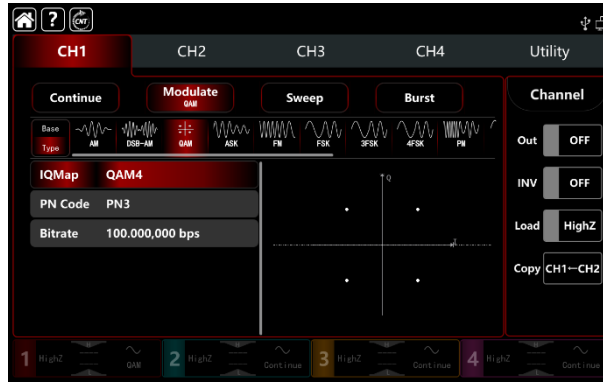 ? CNT
CH1 CH2 CH3 CH4 Utility
Continue Modulate Sweep Burst Channel
QAM
Base
Type AM DSB-AM QAM ASK FM FSK 3FSK 4FSK PM
Out OFF
IQMap QAM4
INV OFF
PN Code PN3
Bitrate 100.000,000 bps
Load HighZ
Copy CH1←CH2
Q
I
1 HighZ QAM 2 HighZ Continue 3 HighZ Continue 4 HighZ Continue